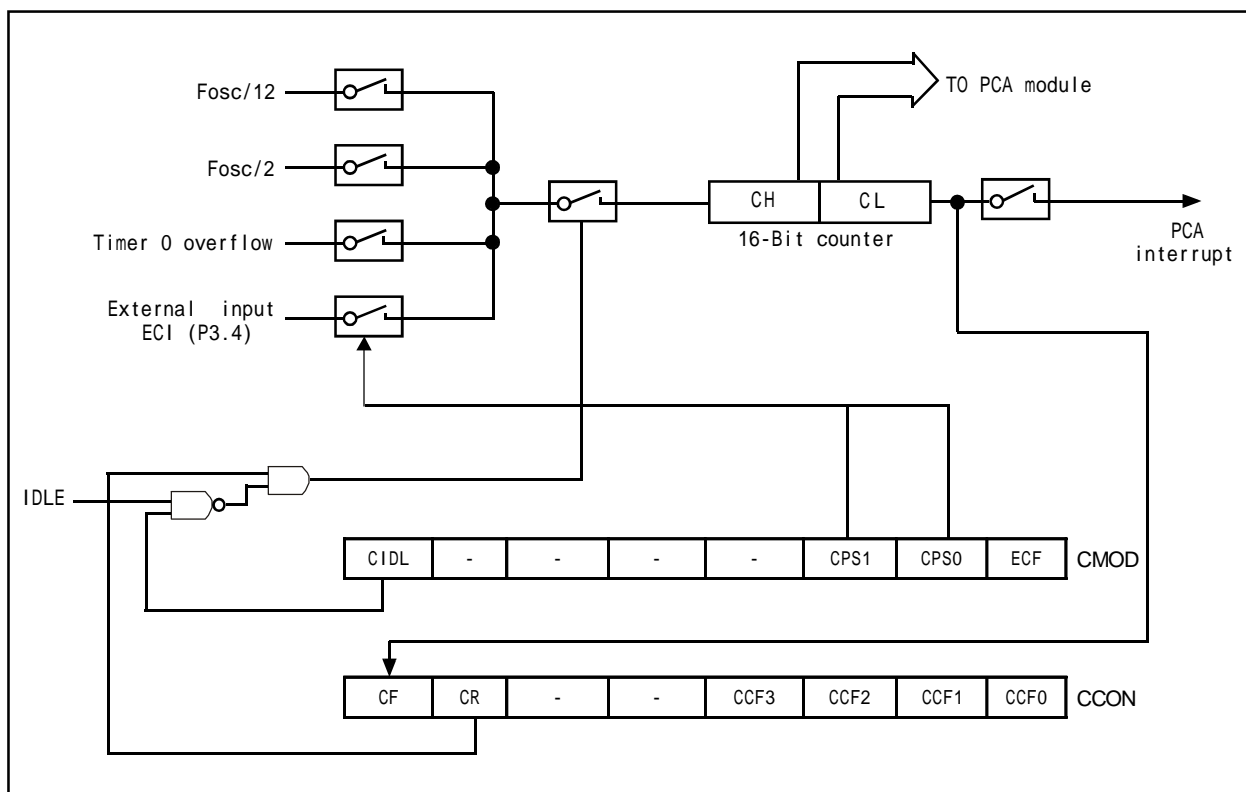 Fosc/12
TO PCA module
Fosc/2
CH
CL
16-Bit counter
PCA
interrupt
Timer 0 overflow
External input
ECI (P3.4)
IDLE
CIDL - - - - CPS1 CPS0 ECF CMOD
CF CR - - CCF3 CCF2 CCF1 CCF0 CCON